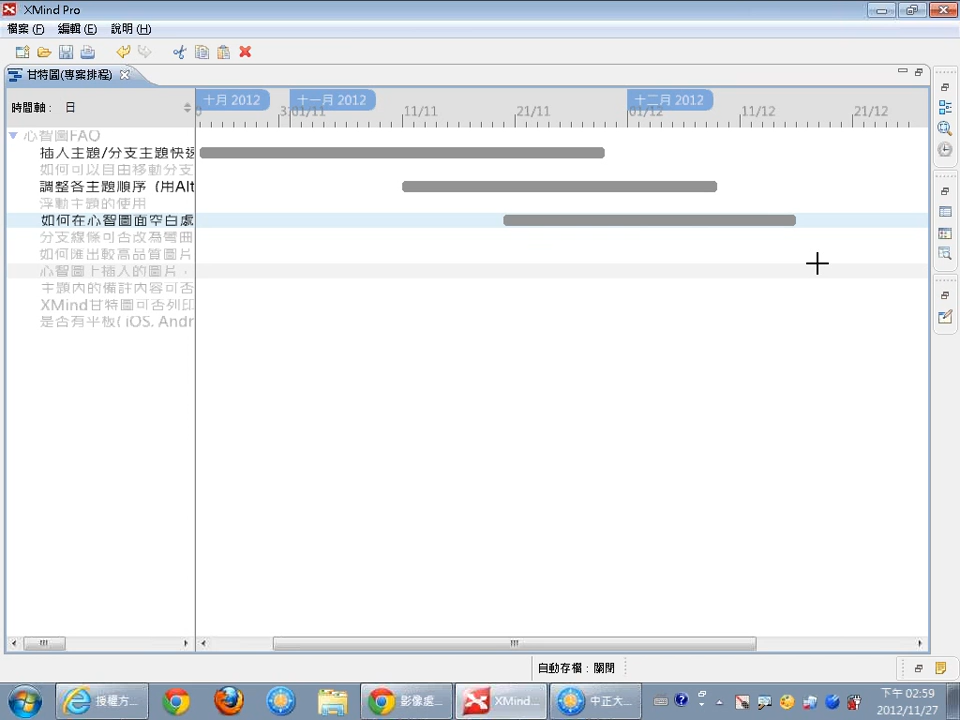 XMind Pro
檔案 (F) 編輯 (E) 說明 (H)
甘特圖(專案排程)
時間軸： 日
十月 2012 十一月 2012 十二月 2012
01/11 11/11 21/11 01/12 11/12 21/12
心智圖FAQ
插入主題/分支主題快速
如何可以自由移動分支
調整各主題順序（用Alt
浮動主題的使用
如何在心智圖面空白處
分支線條可否改為彎曲
如何匯出較高品質圖片
心智圖上插入的圖片，
主題內的備註內容可否
XMind甘特圖可否列印
是否有平板( iOS, Andr
自動存檔：關閉
授權方...
影像處...
XMind...
中正大...
下午 02:59
2012/11/27